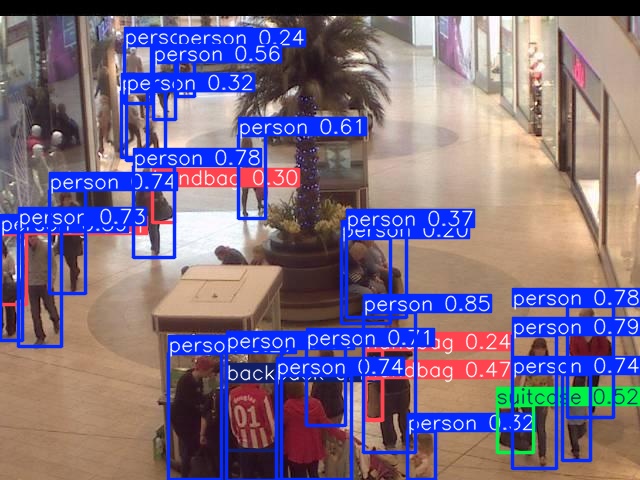 person 0.24
person 0.56
person 0.32
person 0.61
person 0.78
ndbag 0.30
person 0.74
person 0.73
person 0.37
person 0.20
person 0.85
person 0.78
person 0.79
person 0.71
bag 0.24
person 0.74
dbag 0.47
person 0.74
suitcase 0.52
person 0.32
01